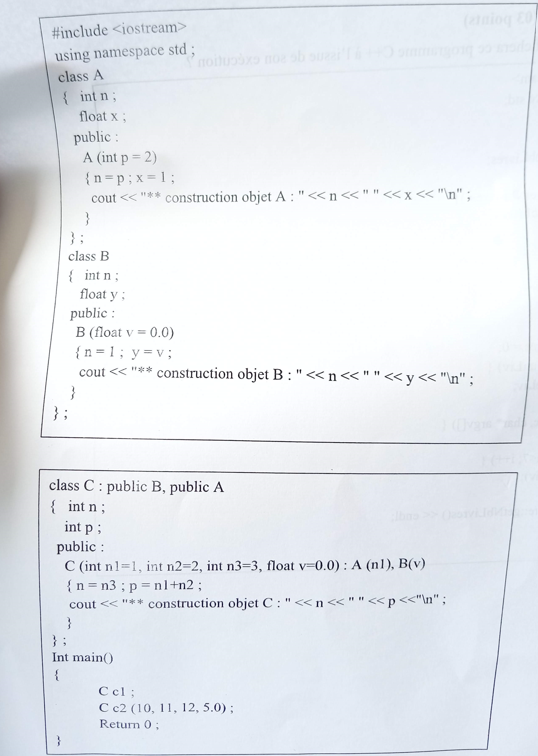 #include <iostream>
using namespace std ;
class A
{ int n ;
float x ;
public :
A (int p = 2)
{ n = p ; x = 1 ;
cout << "** construction objet A : " << n << " " << x << "\n" ;
}
} ;
class B
{ int n ;
float y ;
public :
B (float v = 0.0)
{ n = 1 ; y = v ;
cout << "** construction objet B : " << n << " " << y << "\n" ;
}
} ;
class C : public B, public A
{ int n ;
int p ;
public :
C (int n1=1, int n2=2, int n3=3, float v=0.0) : A (n1), B(v)
{ n = n3 ; p = n1+n2 ;
cout << "** construction objet C : " << n << " " << p <<"\n" ;
}
} ;
Int main()
{
C c1 ;
C c2 (10, 11, 12, 5.0) ;
Return 0 ;
}